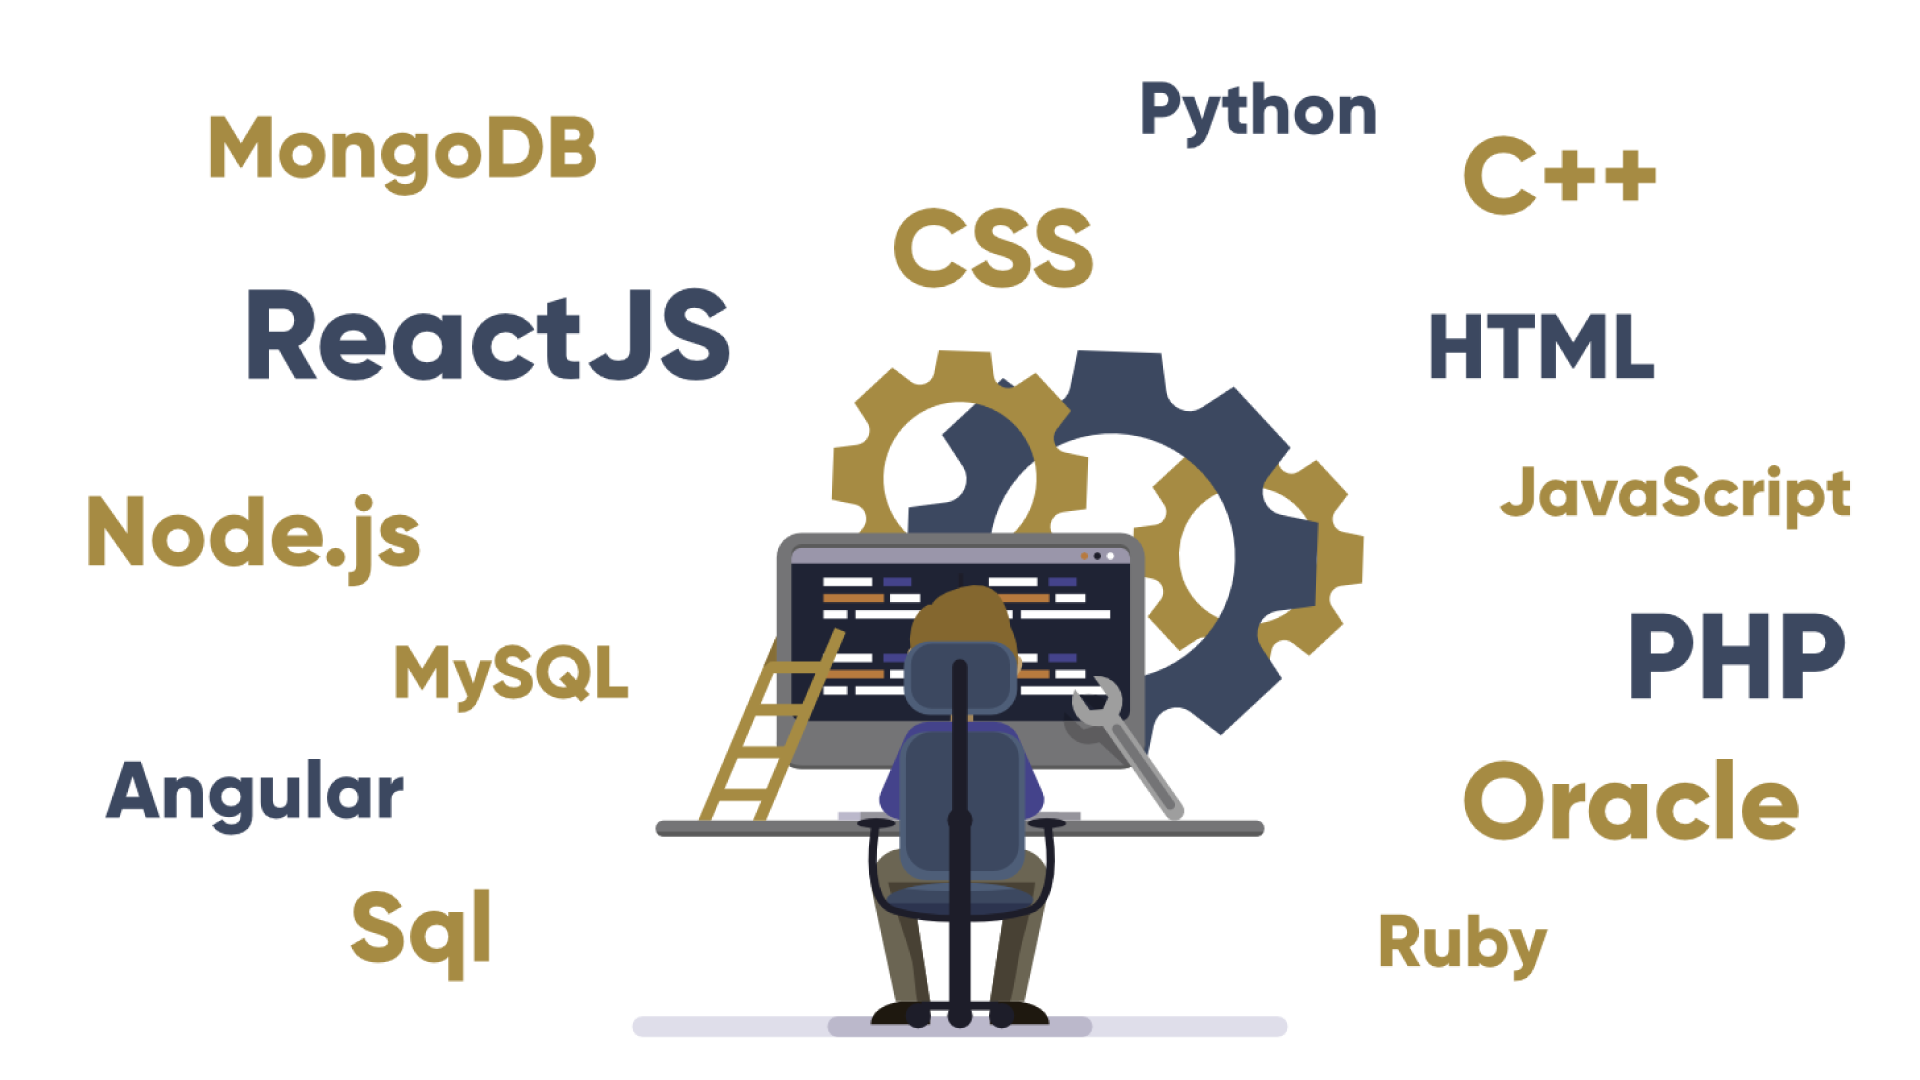 Python
MongoDB
C++
CSS
ReactJS
HTML
JavaScript
Node.js
MySQL
PHP
Angular
Oracle
Sql
Ruby